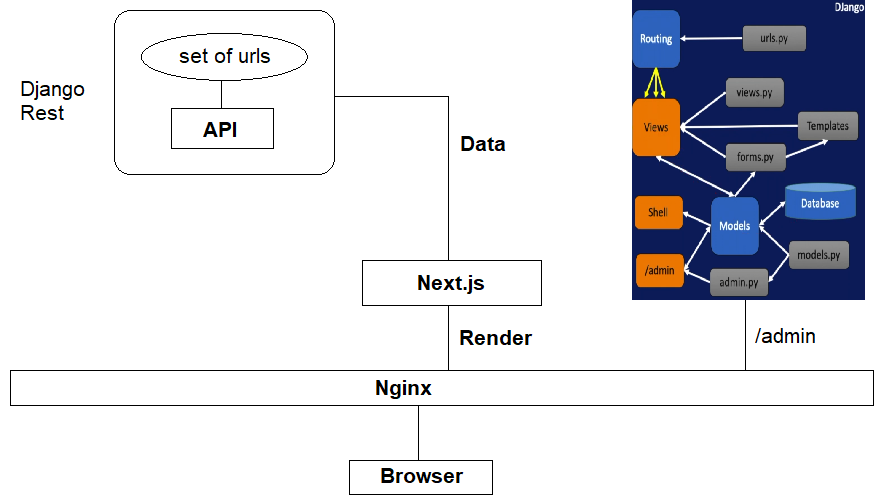 Django
Rest
set of urls
API
Data
Next.js
Render
DJango
Routing
urls.py
views.py
Views
Templates
forms.py
Shell
Models
Database
/admin
models.py
admin.py
/admin
Nginx
Browser